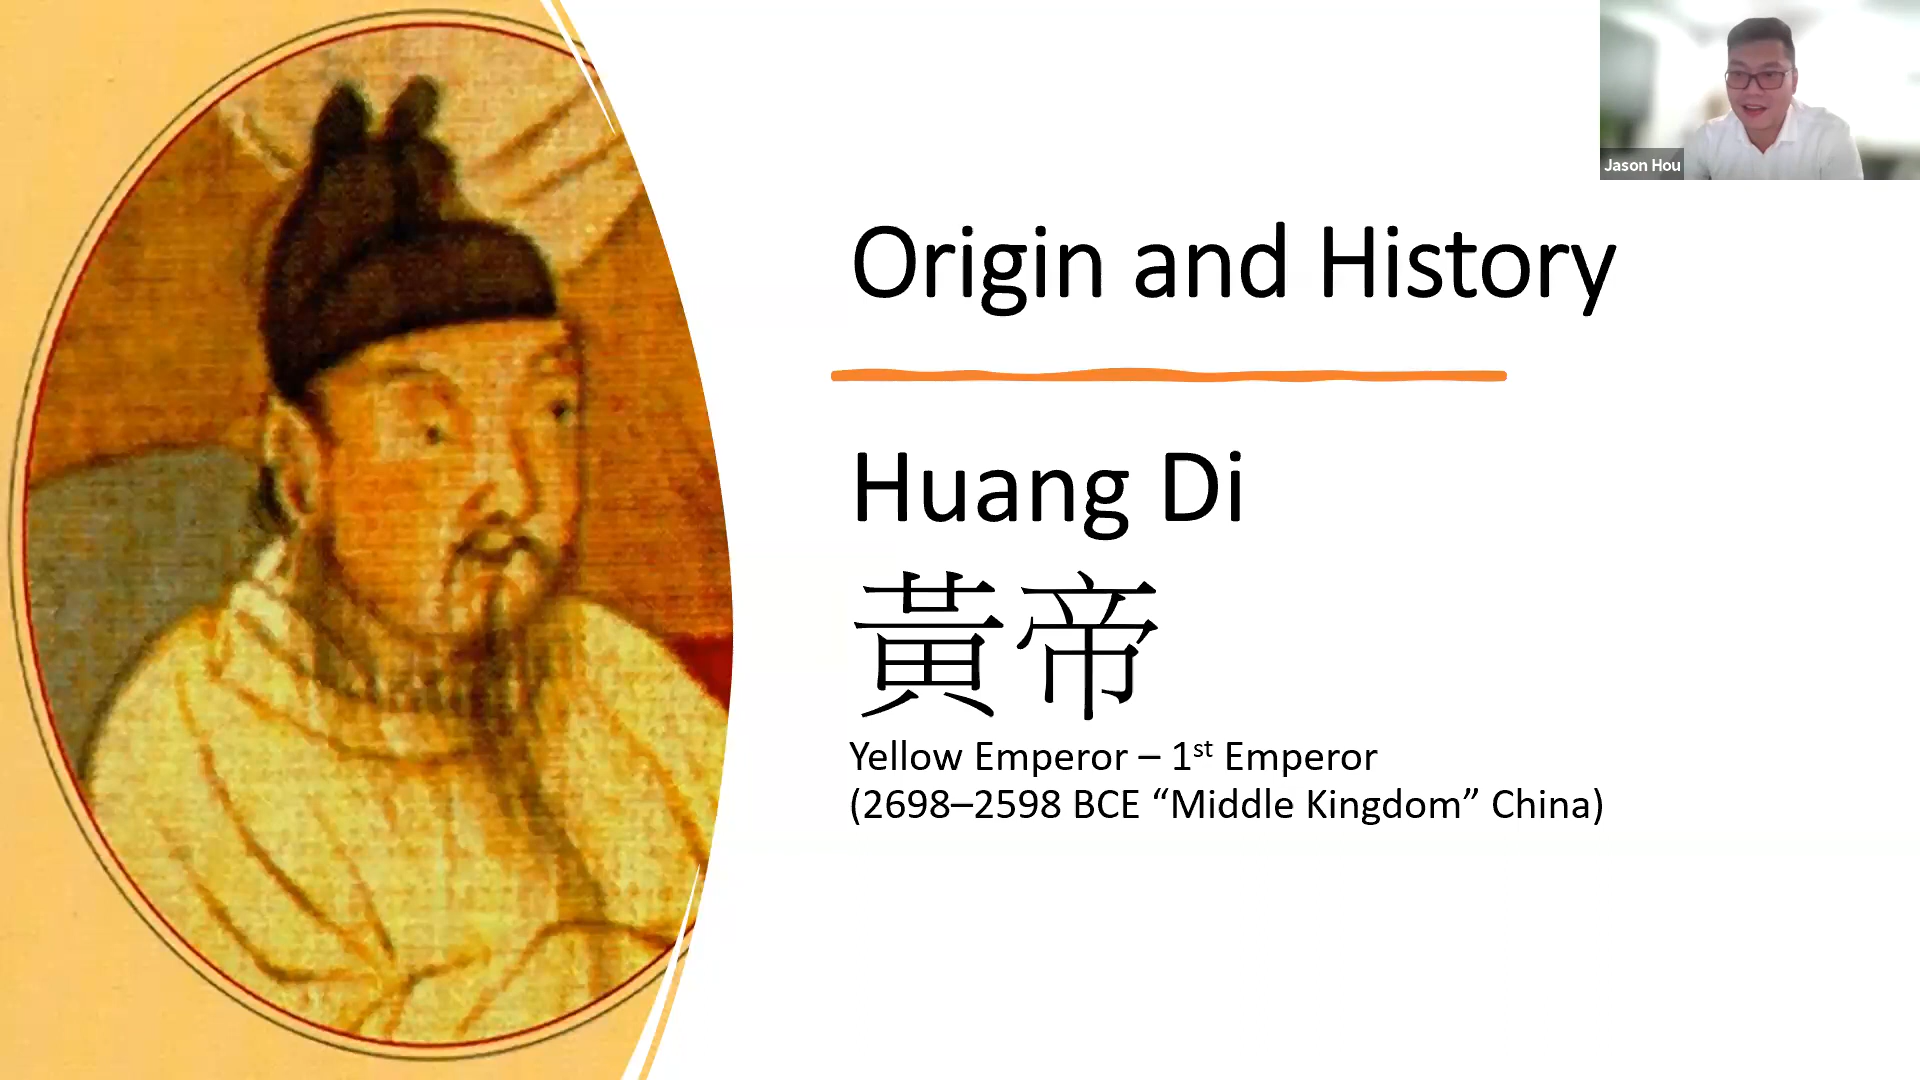 Jason Hou
Origin and History
Huang Di
黃帝
Yellow Emperor – 1st Emperor
(2698–2598 BCE “Middle Kingdom” China)